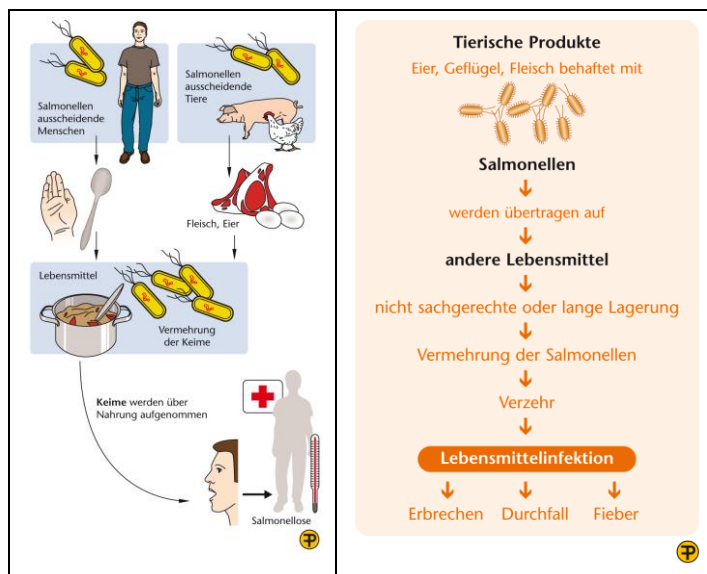 Salmonellen
ausscheidende
Menschen
Salmonellen
ausscheidende
Tiere
Fleisch, Eier
Lebensmittel
Vermehrung
der Keime
Keime werden über
Nahrung aufgenommen
Salmonellose
Tierische Produkte
Eier, Geflügel, Fleisch behaftet mit
Salmonellen
werden übertragen auf
andere Lebensmittel
nicht sachgerechte oder lange Lagerung
Vermehrung der Salmonellen
Verzehr
Lebensmittelinfektion
Erbrechen Durchfall Fieber